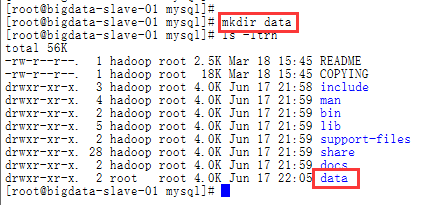 [root@bigdata-slave-01 mysql]#
[root@bigdata-slave-01 mysql]# mkdir data
[root@bigdata-slave-01 mysql]# ls -ltrh
total 56K
-rw-r--r--. 1 hadoop root 2.5K Mar 18 15:45 README
-rw-r--r--. 1 hadoop root 18K Mar 18 15:45 COPYING
drwxr-xr-x. 3 hadoop root 4.0K Jun 17 21:58 include
drwxr-xr-x. 4 hadoop root 4.0K Jun 17 21:59 man
drwxr-xr-x. 2 hadoop root 4.0K Jun 17 21:59 bin
drwxr-xr-x. 5 hadoop root 4.0K Jun 17 21:59 lib
drwxr-xr-x. 2 hadoop root 4.0K Jun 17 21:59 support-files
drwxr-xr-x. 28 hadoop root 4.0K Jun 17 21:59 share
drwxr-xr-x. 2 hadoop root 4.0K Jun 17 21:59 docs
drwxr-xr-x. 2 root root 4.0K Jun 17 22:05 data
[root@bigdata-slave-01 mysql]#